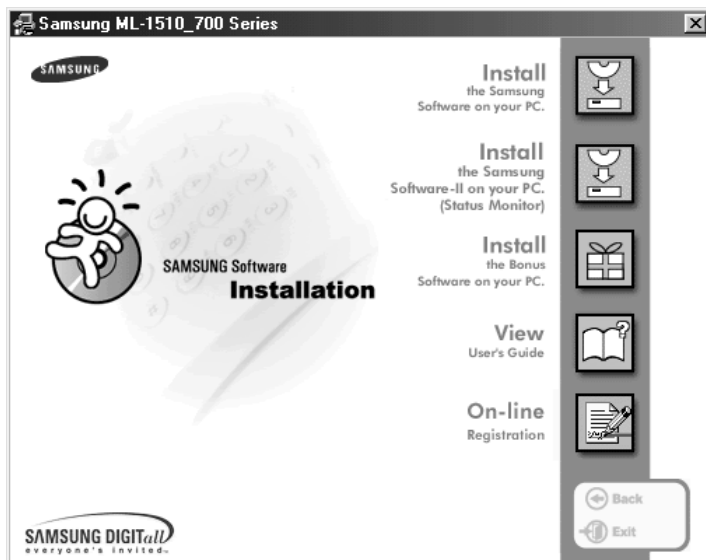 Samsung ML-1510_700 Series
SAMSUNG
Install
the Samsung
Software on your PC.
Install
the Samsung
Software-II on your PC.
(Status Monitor)
SAMSUNG Software
Installation
Install
the Bonus
Software on your PC.
View
User's Guide
On-line
Registration
Back
Exit
SAMSUNG DIGITall
everyone's invited™